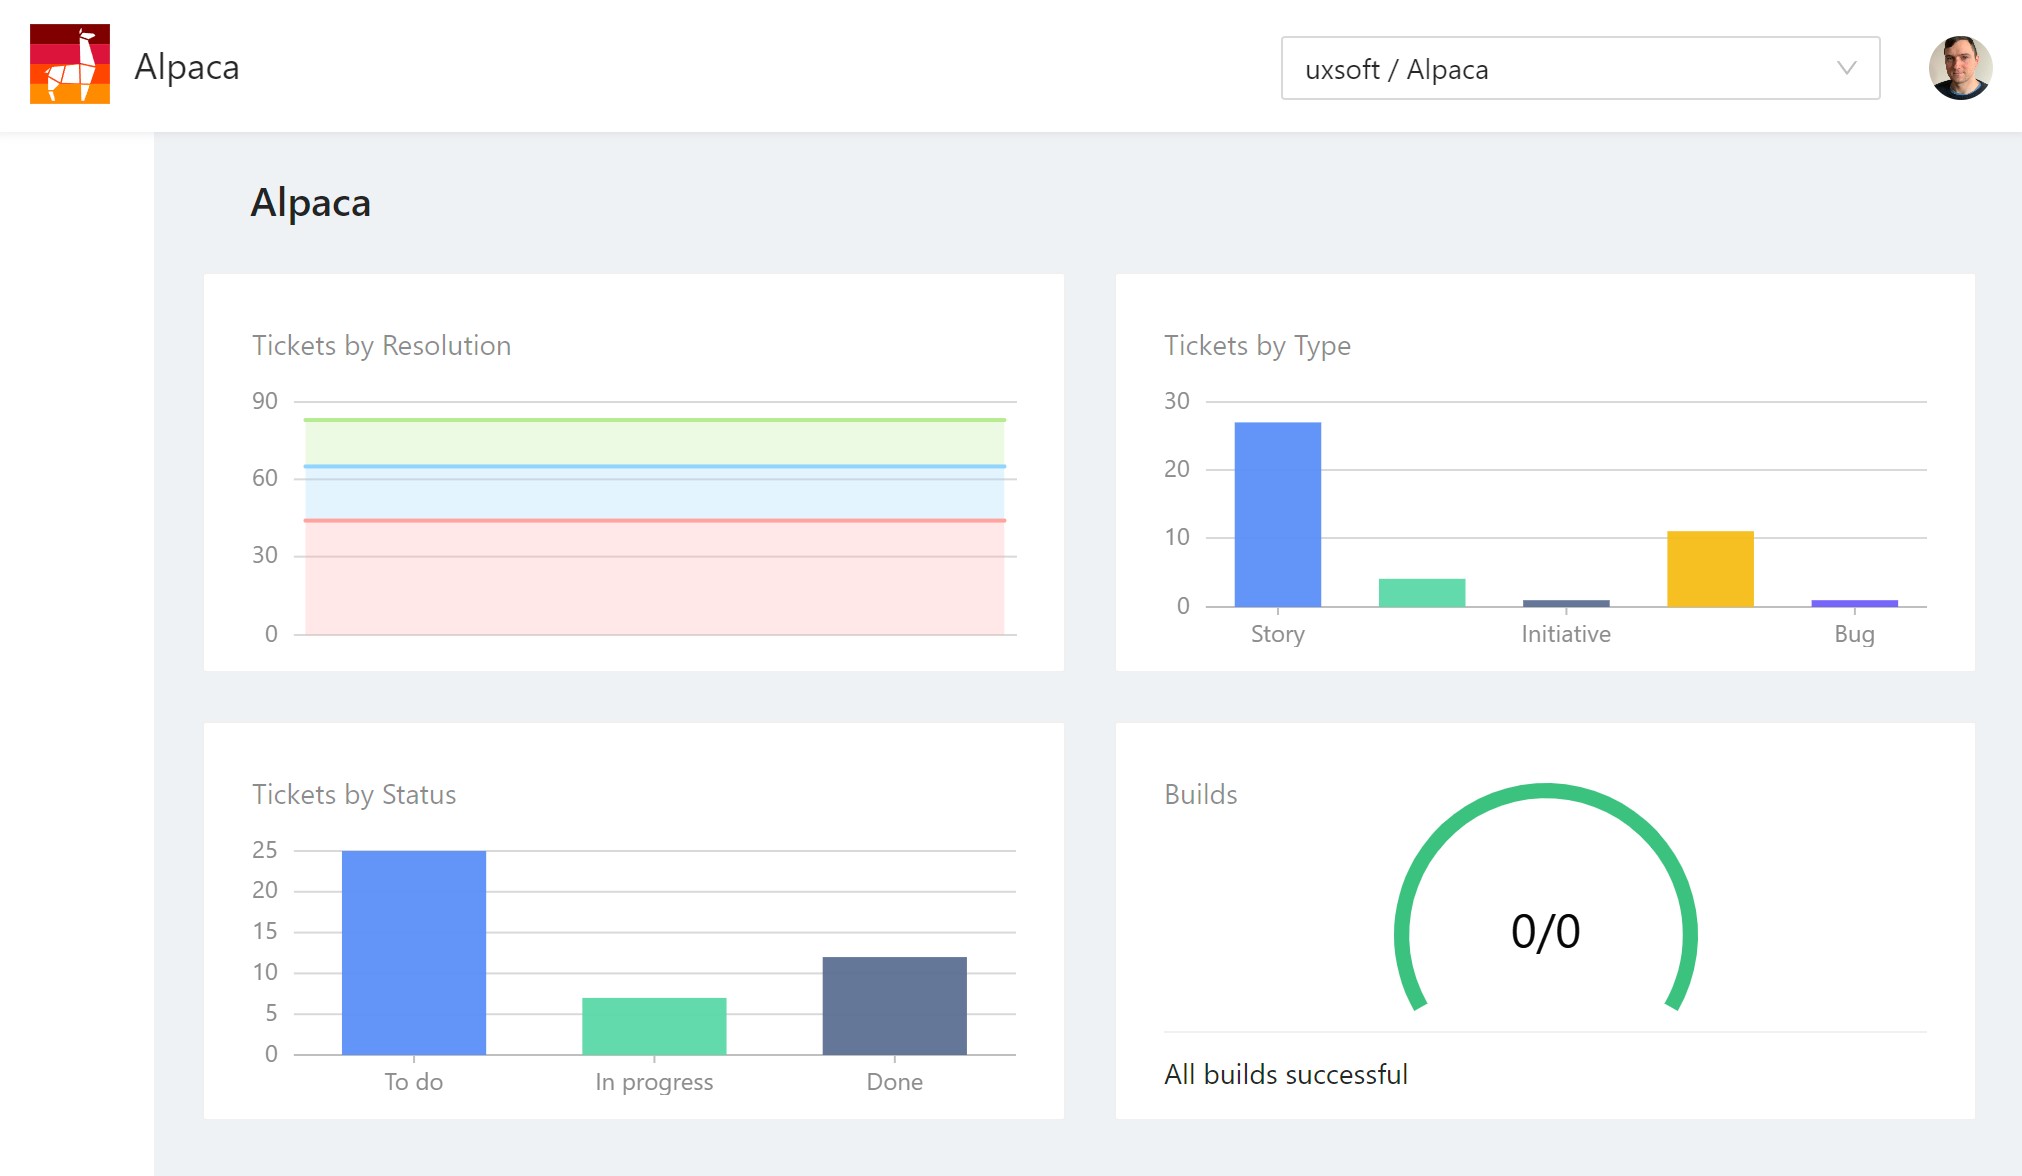 Alpaca
uxsoft / Alpaca
Alpaca
Tickets by Resolution
90
60
30
0
Tickets by Type
30
20
10
0
Story Initiative Bug
Tickets by Status
25
20
15
10
5
0
To do In progress Done
Builds
0/0
All builds successful